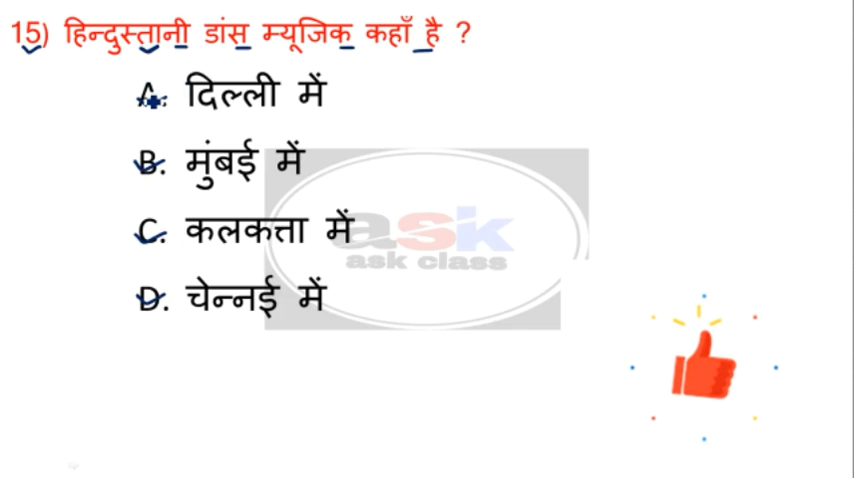 15) हिन्दुस्तानी डांस म्यूजिक कहाँ है ?
A. दिल्ली में
B. मुंबई में
C. कलकत्ता में
ask
ask class
D. चेन्नई में